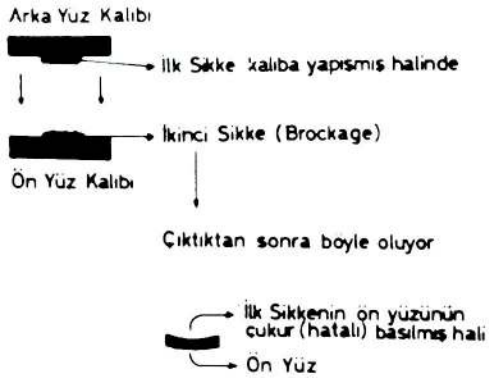 Arka Yüz Kalıbı
İlk Sikke kalıba yapışmış halinde
İkinci Sikke (Brockage)
Ön Yüz Kalıbı
Çıktıktan sonra böyle oluyor
İlk Sikkenin ön yüzünün
çukur (hatalı) basılmış hali
Ön Yüz